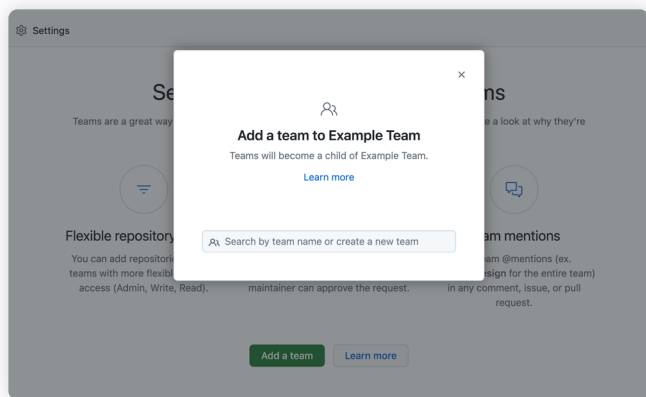 Settings
Se
ms
Teams are a great way
e a look at why they're
Add a team to Example Team
Teams will become a child of Example Team.
Learn more
Search by team name or create a new team
Flexible repository
am mentions
You can add repositorie
teams with more flexibl
access (Admin, Write, Read).
maintainer can approve the request.
am @mentions (ex.
esign for the entire team)
in any comment, issue, or pull
request.
Add a team
Learn more